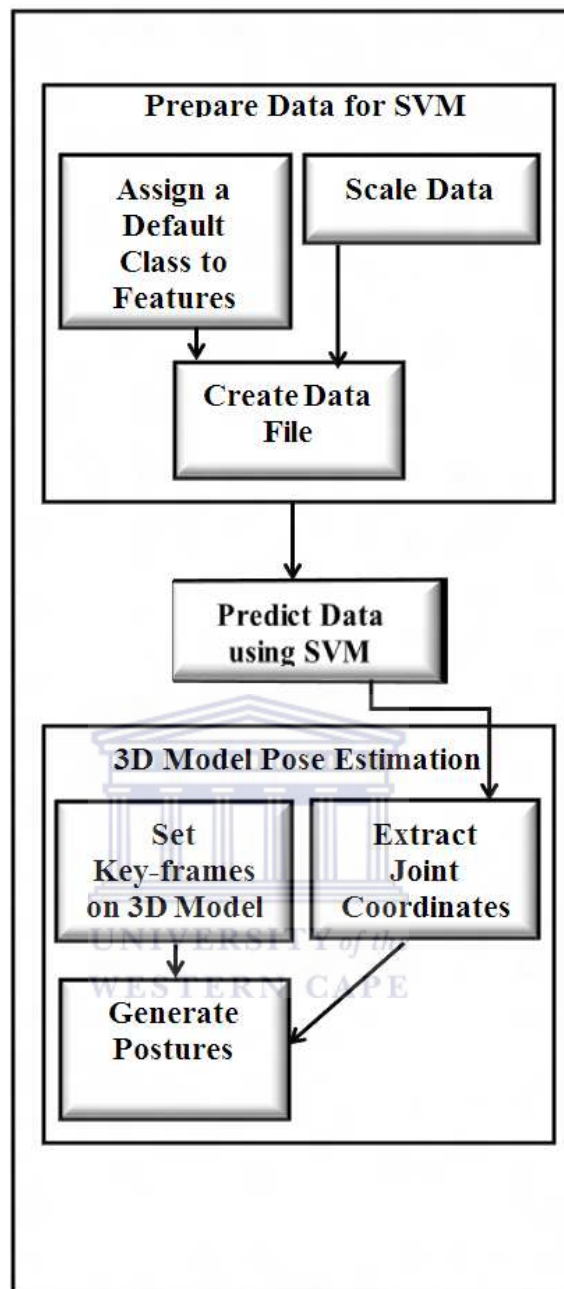 Prepare Data for SVM
Assign a
Default
Class to
Features
Scale Data
Create Data
File
Predict Data
using SVM
3D Model Pose Estimation
Set
Key-frames
on 3D Model
Extract
Joint
Coordinates
UNIVERSITY of the
WESTERN CAPE
Generate
Postures